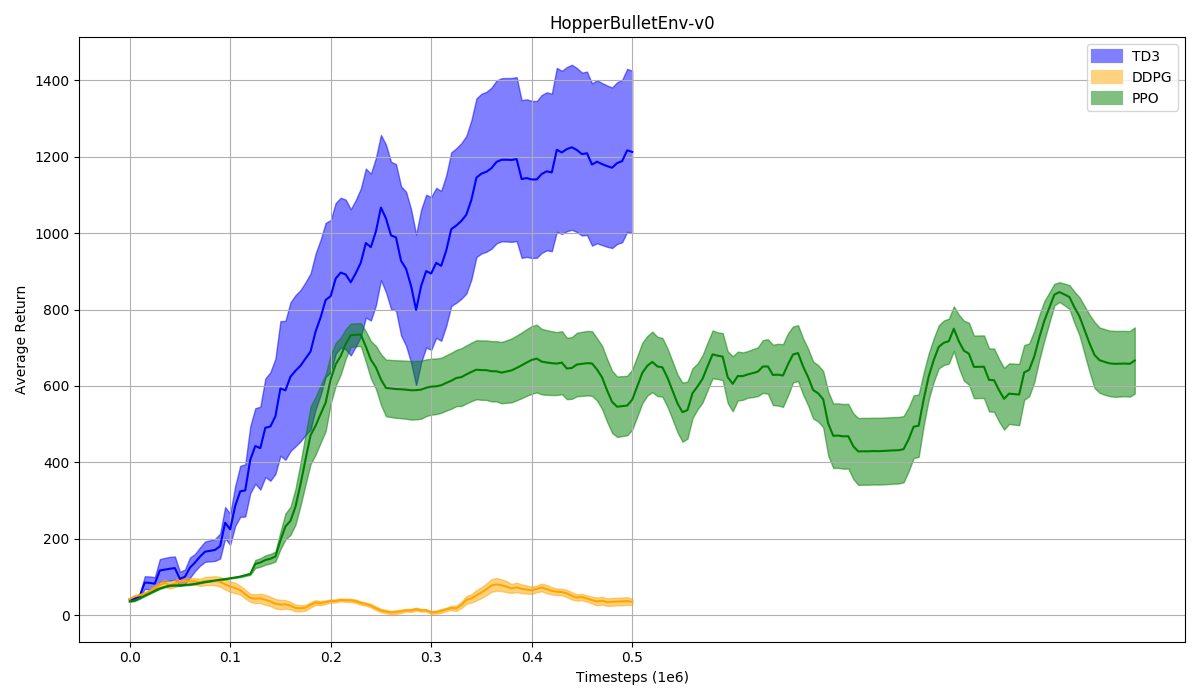 HopperBulletEnv-v0
TD3
DDPG
PPO
Average Return
1400
1200
1000
800
600
400
200
0
0.0 0.1 0.2 0.3 0.4 0.5
Timesteps (1e6)